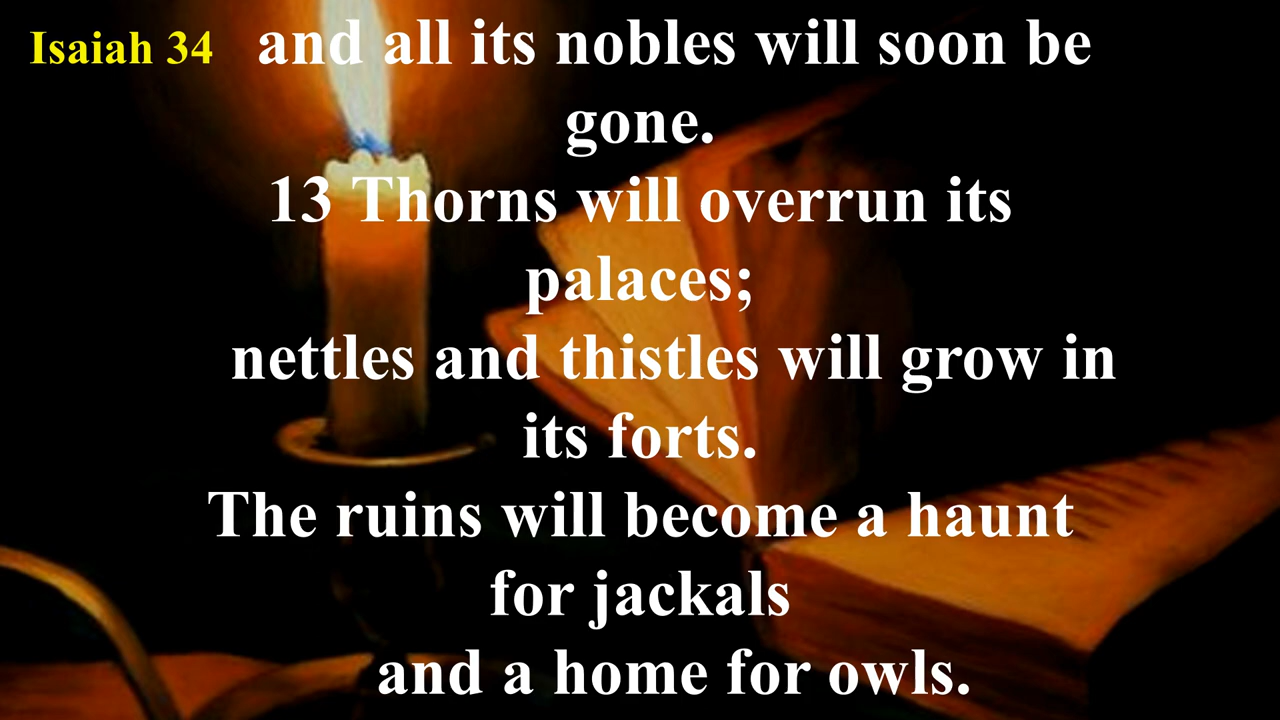 Isaiah 34 and all its nobles will soon be
gone.
13 Thorns will overrun its
palaces;
nettles and thistles will grow in
its forts.
The ruins will become a haunt
for jackals
and a home for owls.